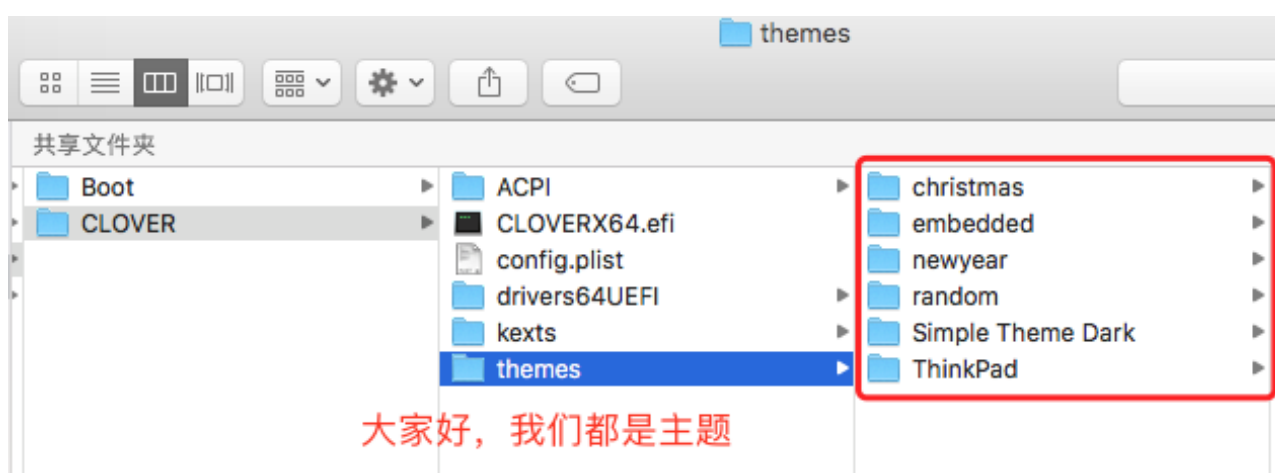 themes
共享文件夹
Boot
CLOVER
ACPI
CLOVERX64.efi
config.plist
drivers64UEFI
kexts
themes
christmas
embedded
newyear
random
Simple Theme Dark
ThinkPad
大家好，我们都是主题